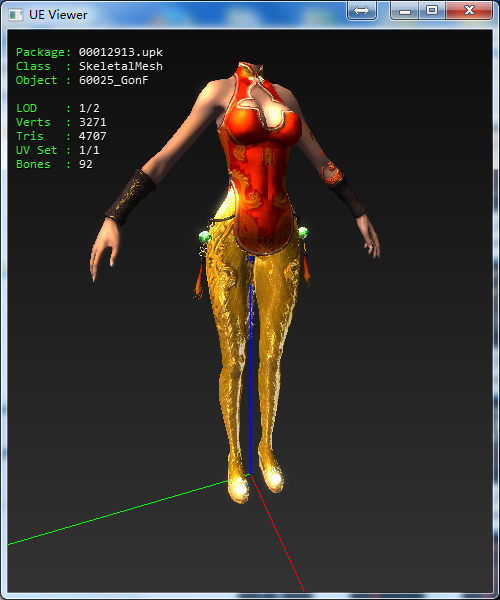 UE Viewer
Package: 00012913.upk
Class : SkeletalMesh
Object : 60025_GonF
LOD : 1/2
Verts : 3271
Tris : 4707
UV Set : 1/1
Bones : 92